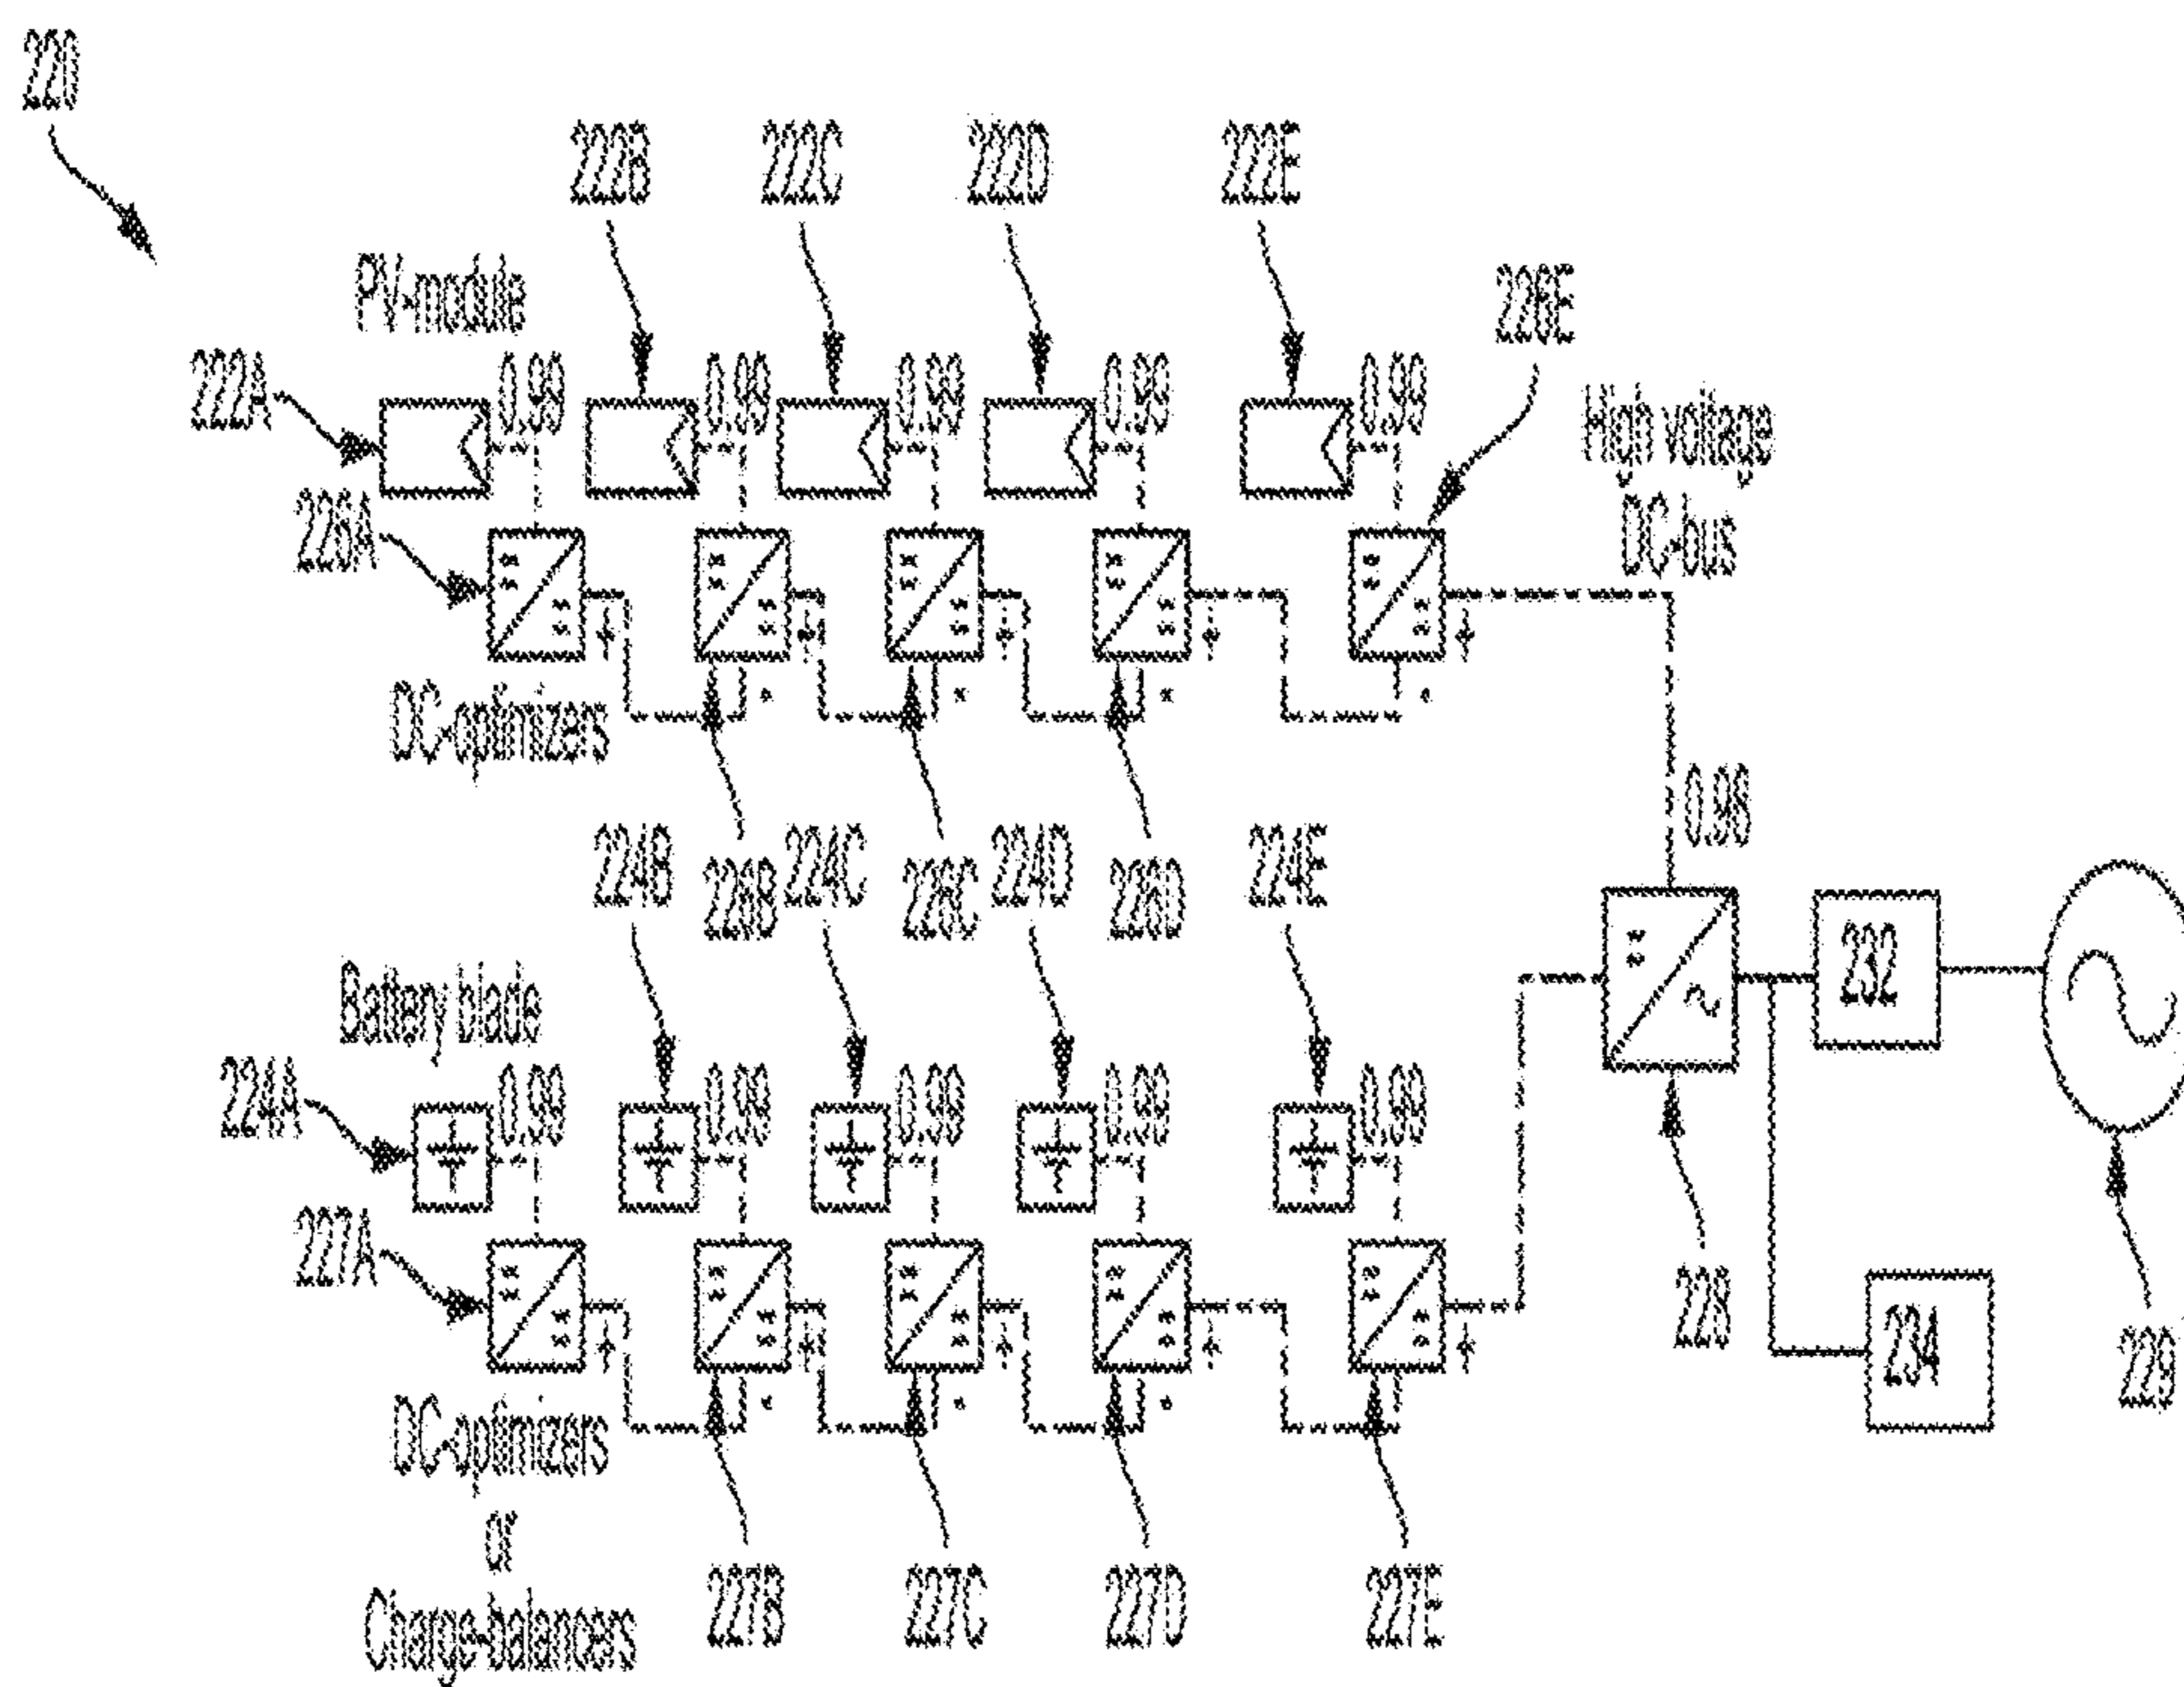 220
222B
222C
222D
222E
PV-module
226E
222A
0.99
0.99
0.99
0.99
0.99
High voltage
DC-bus
226A
DC-optimizers
0.98
224B
226B
224C
226C
224D
226D
224E
Battery blade
232
224A
0.99
0.99
0.99
0.99
0.99
227A
228
234
229
DC-optimizers
or
Charge-balancers
227B
227C
227D
227E